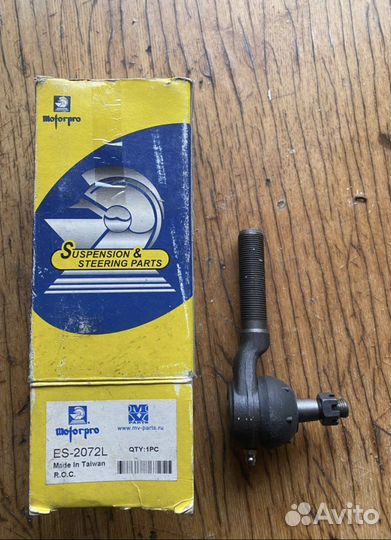 Motorpro
SUSPENSION &
STEERING PARTS
Motorpro
MV
PARTS
www.mv-parts.ru
ES-2072L
QTY:1PC
Made In Taiwan
R.O.C.
Avito